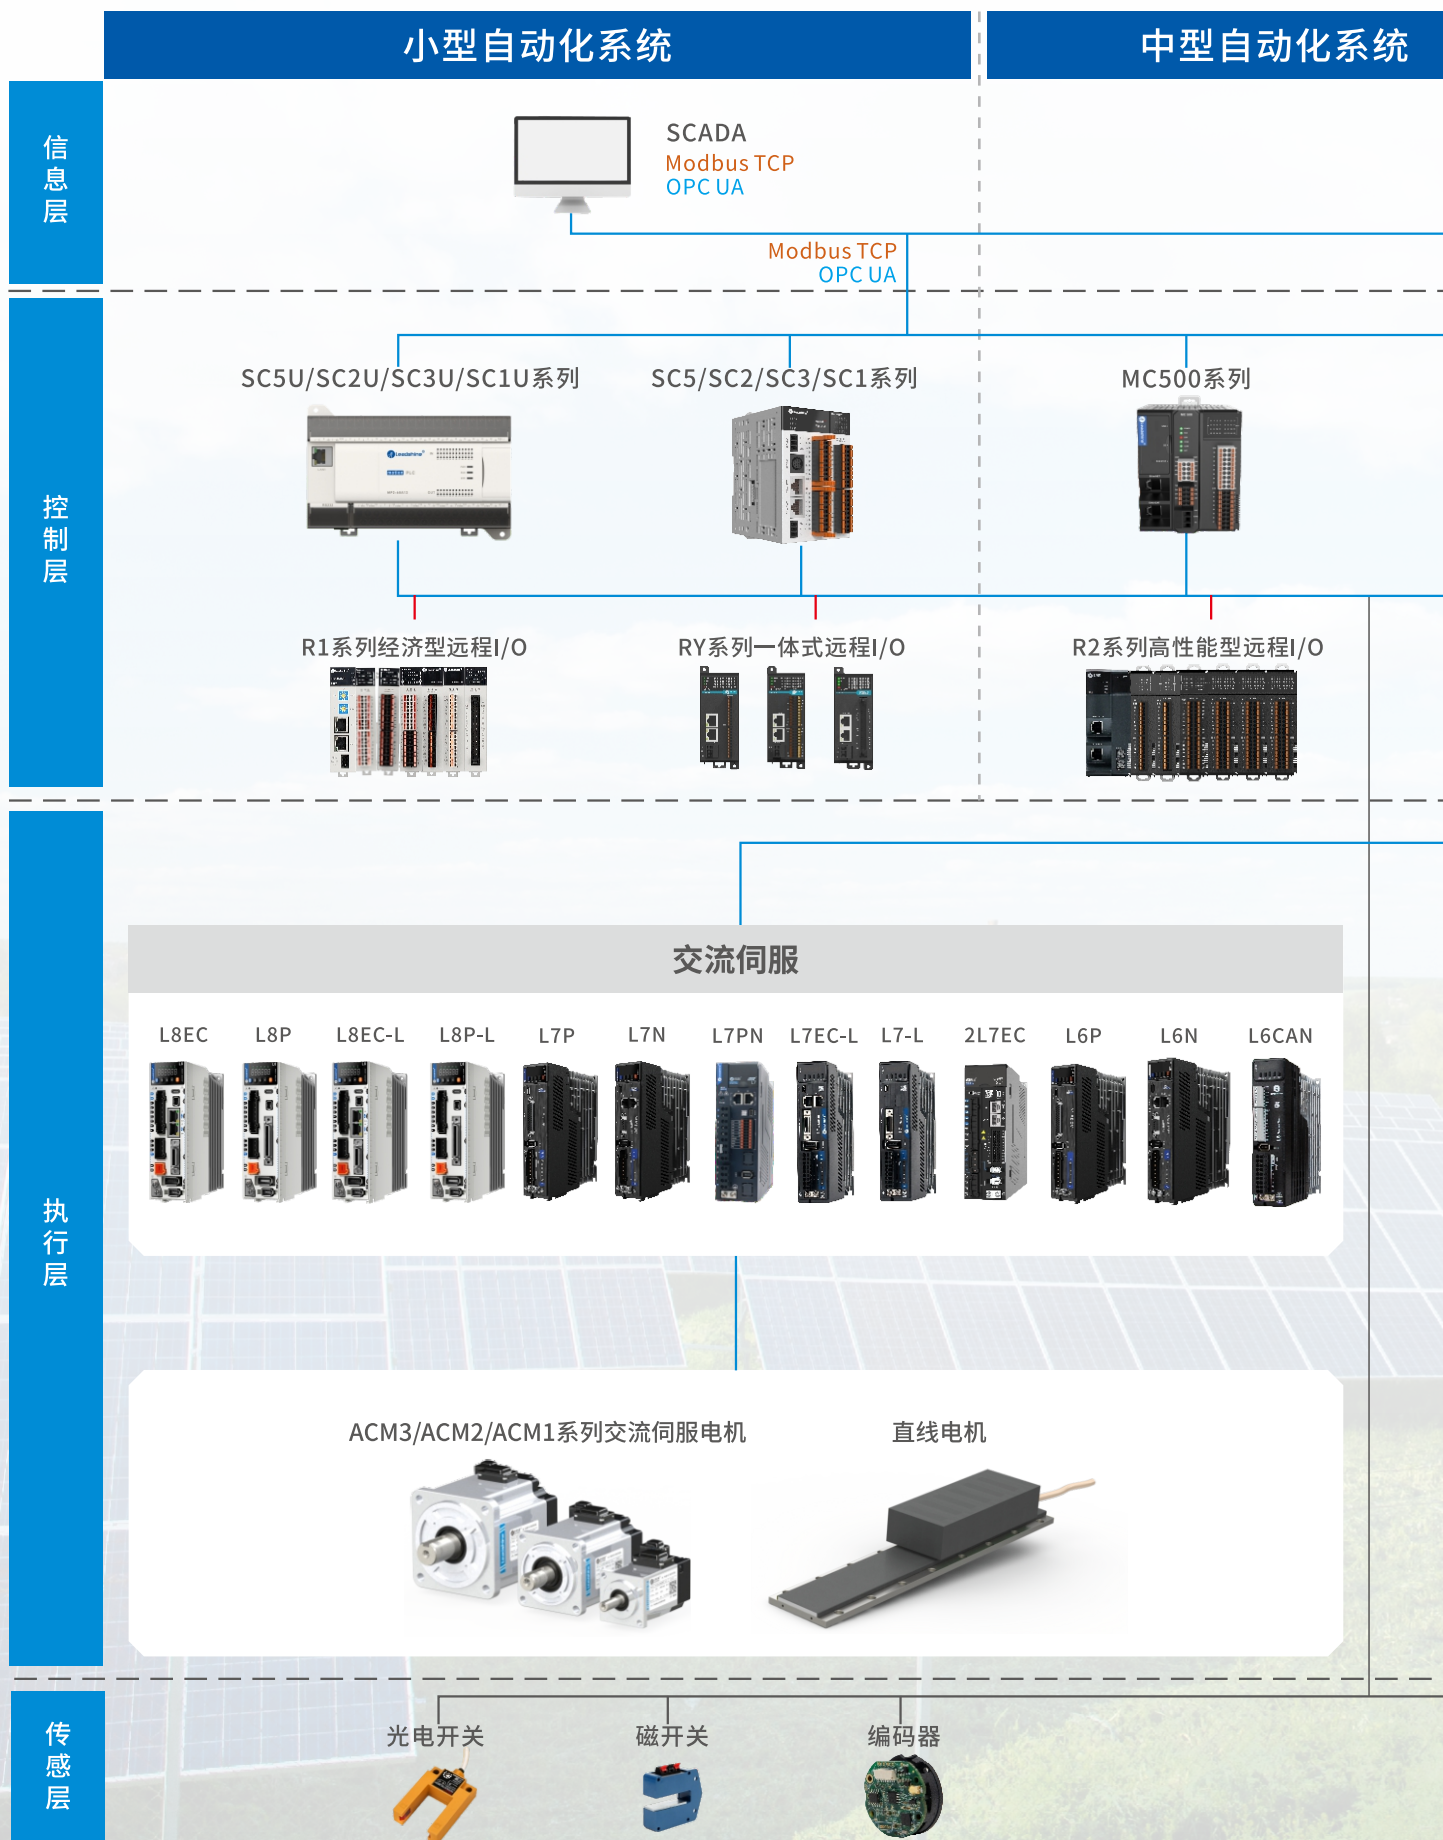 小型自动化系统
中型自动化系统
信息层
SCADA
Modbus TCP
OPC UA
Modbus TCP
OPC UA
控制层
SC5U/SC2U/SC3U/SC1U系列
SC5/SC2/SC3/SC1系列
MC500系列
Leadshine
R1系列经济型远程I/O
RY系列一体式远程I/O
R2系列高性能型远程I/O
执行层
交流伺服
L8EC
L8P
L8EC-L
L8P-L
L7P
L7N
L7PN
L7EC-L
L7-L
2L7EC
L6P
L6N
L6CAN
ACM3/ACM2/ACM1系列交流伺服电机
直线电机
传感层
光电开关
磁开关
编码器